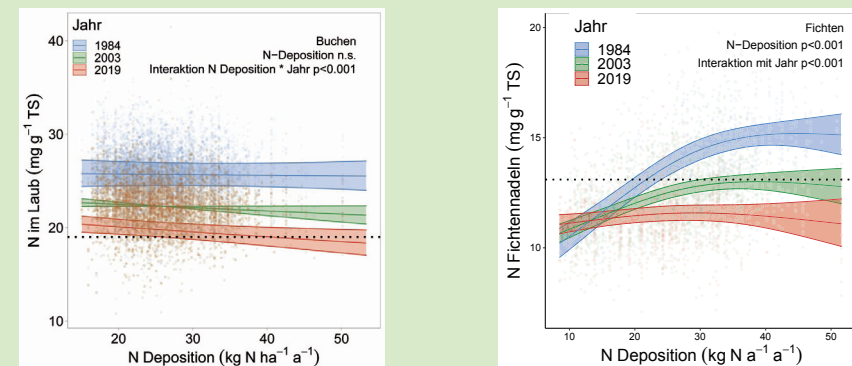 Jahr
1984
2003
2019
Buchen
N−Deposition n.s.
Interaktion N Deposition * Jahr p<0.001
N im Laub (mg g⁻¹ TS)
40
30
20
10
20
30
40
50
N Deposition (kg N ha⁻¹ a⁻¹)
Jahr
1984
2003
2019
Fichten
N−Deposition p<0.001
Interaktion mit Jahr p<0.001
N Fichtennadeln (mg g⁻¹ TS)
20
15
10
10
20
30
40
50
N Deposition (kg N a⁻¹ a⁻¹)